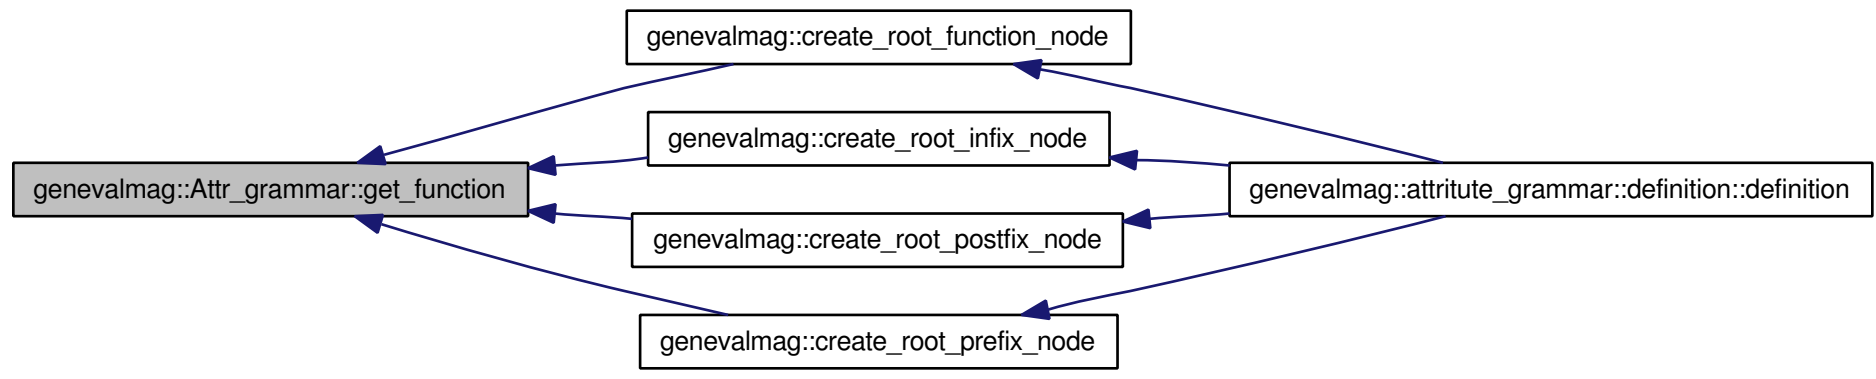 genevalmag::create_root_function_node
genevalmag::create_root_infix_node
genevalmag::Attr_grammar::get_function
genevalmag::attritute_grammar::definition::definition
genevalmag::create_root_postfix_node
genevalmag::create_root_prefix_node